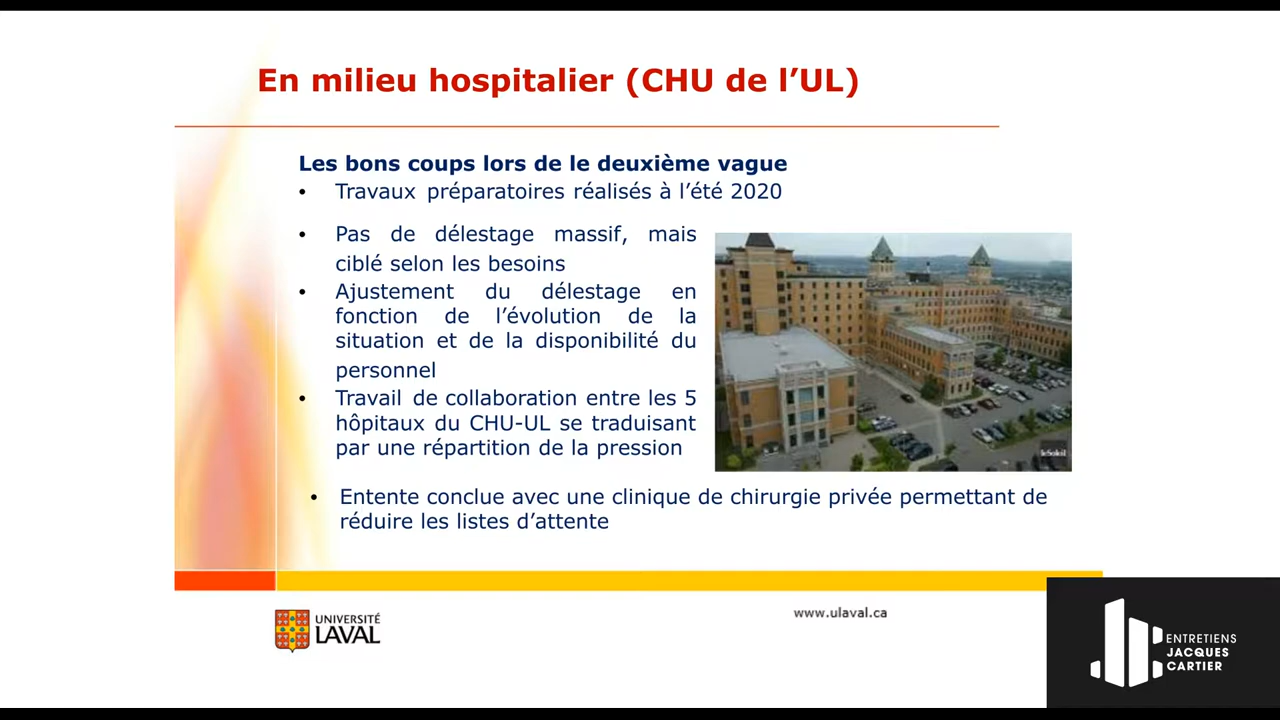 En milieu hospitalier (CHU de l’UL)
Les bons coups lors de le deuxième vague
• Travaux préparatoires réalisés à l’été 2020
• Pas de délestage massif, mais
ciblé selon les besoins
• Ajustement du délestage en
fonction de l’évolution de la
situation et de la disponibilité du
personnel
• Travail de collaboration entre les 5
hôpitaux du CHU-UL se traduisant
par une répartition de la pression
leSoleil
• Entente conclue avec une clinique de chirurgie privée permettant de
réduire les listes d’attente
UNIVERSITÉ
LAVAL
www.ulaval.ca
ENTRETIENS
JACQUES
CARTIER